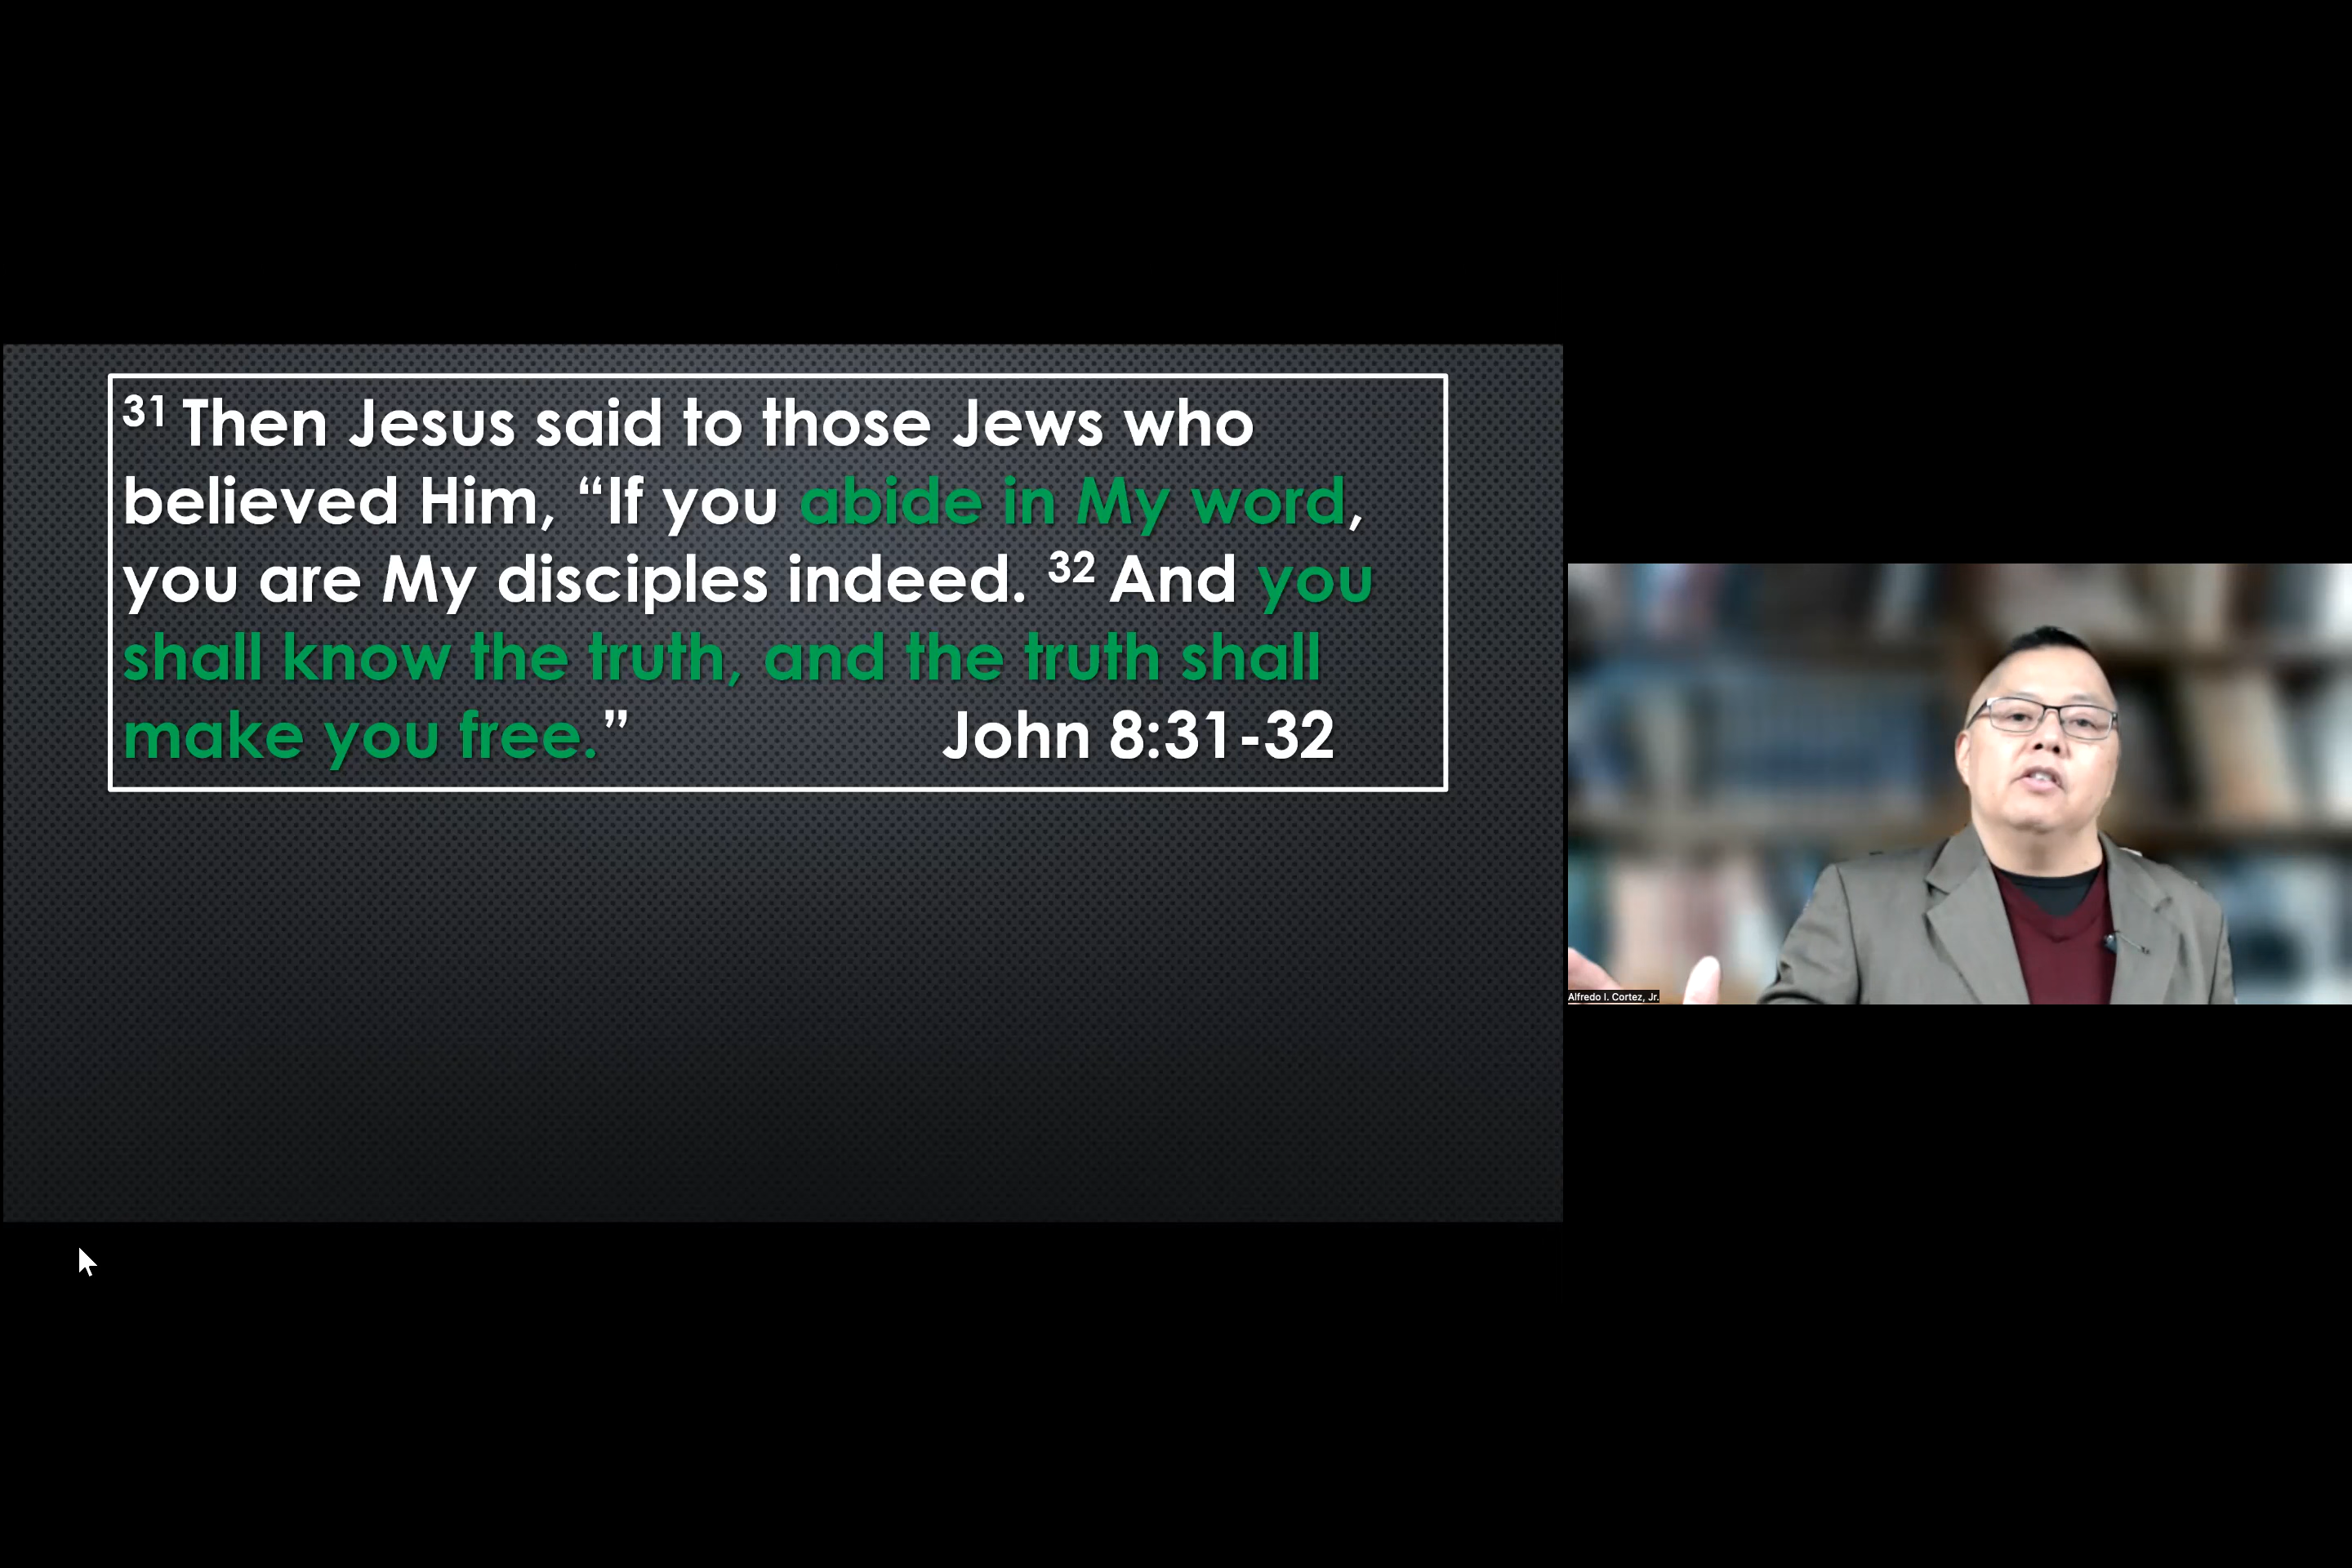 31 Then Jesus said to those Jews who
believed Him, “If you abide in My word,
you are My disciples indeed. 32 And you
shall know the truth, and the truth shall
make you free.” John 8:31-32
Alfredo I. Cortez, Jr.